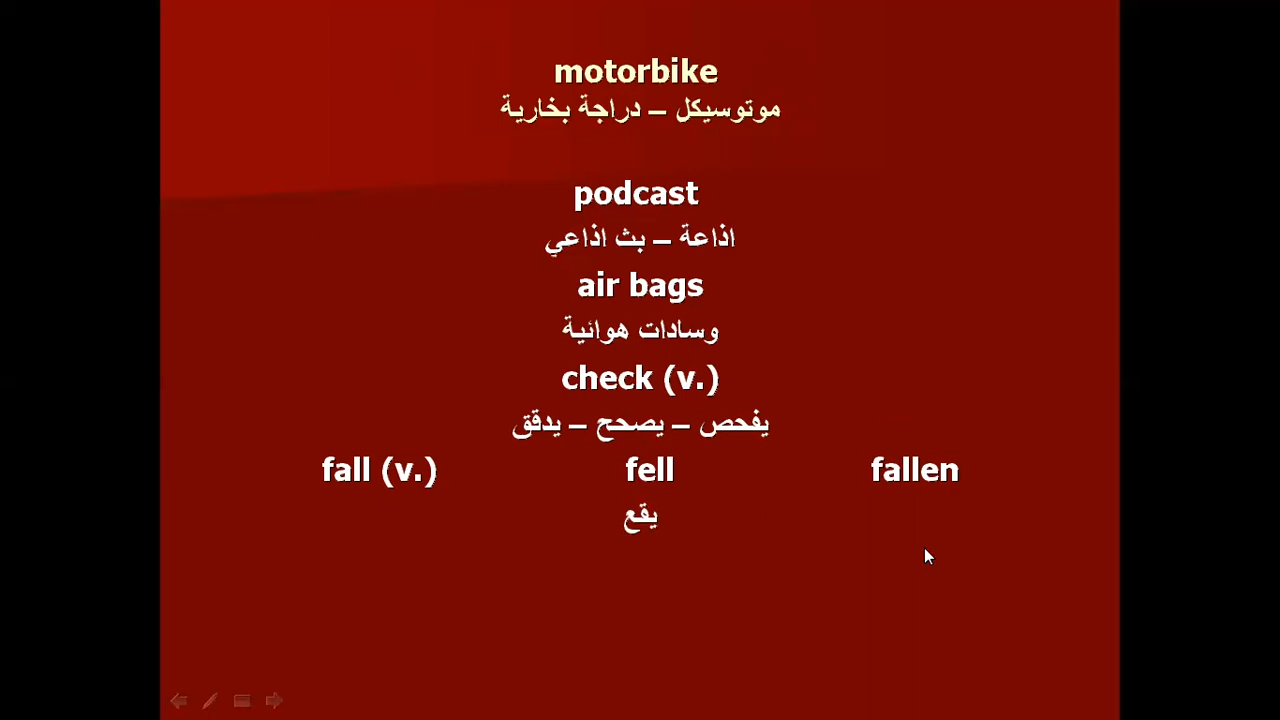 motorbike
موتوسيكل – دراجة بخارية
podcast
اذاعة – بث اذاعي
air bags
وسادات هوائية
check (v.)
يفحص – يصحح – يدقق
fall (v.) fell fallen
يقع